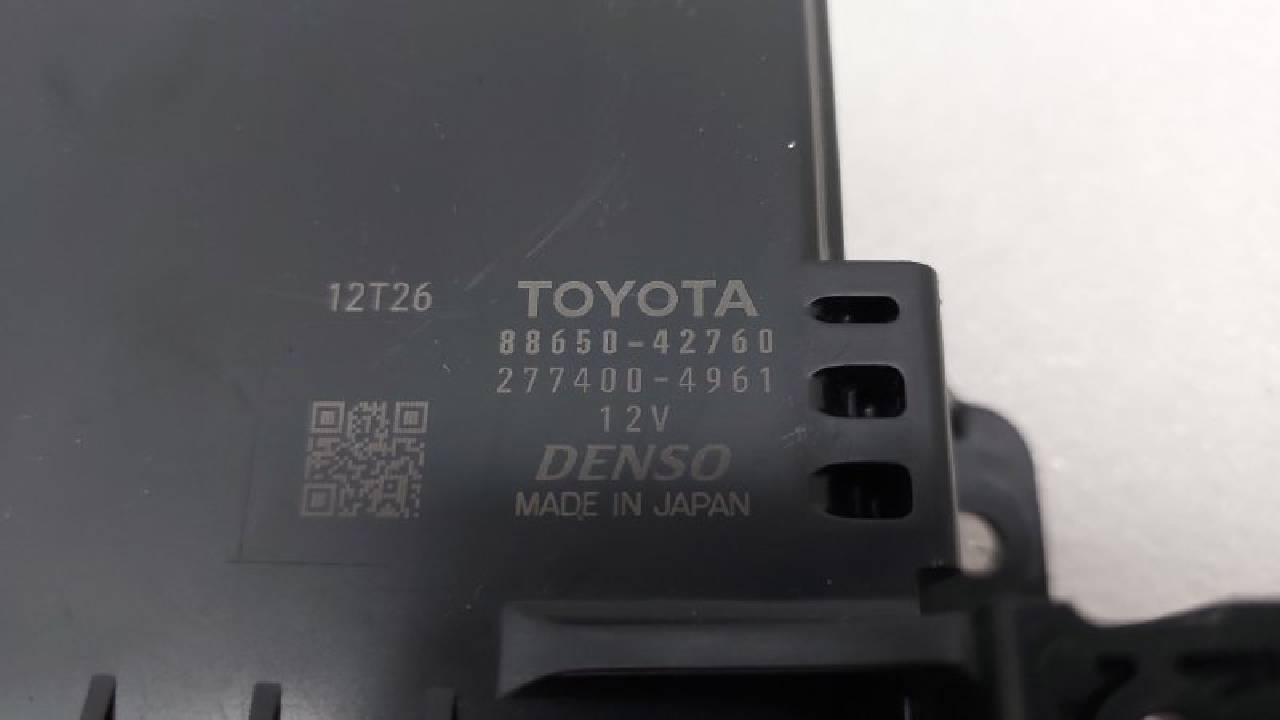 12T26
TOYOTA
88650-42760
277400-4961
12V
DENSO
MADE IN JAPAN